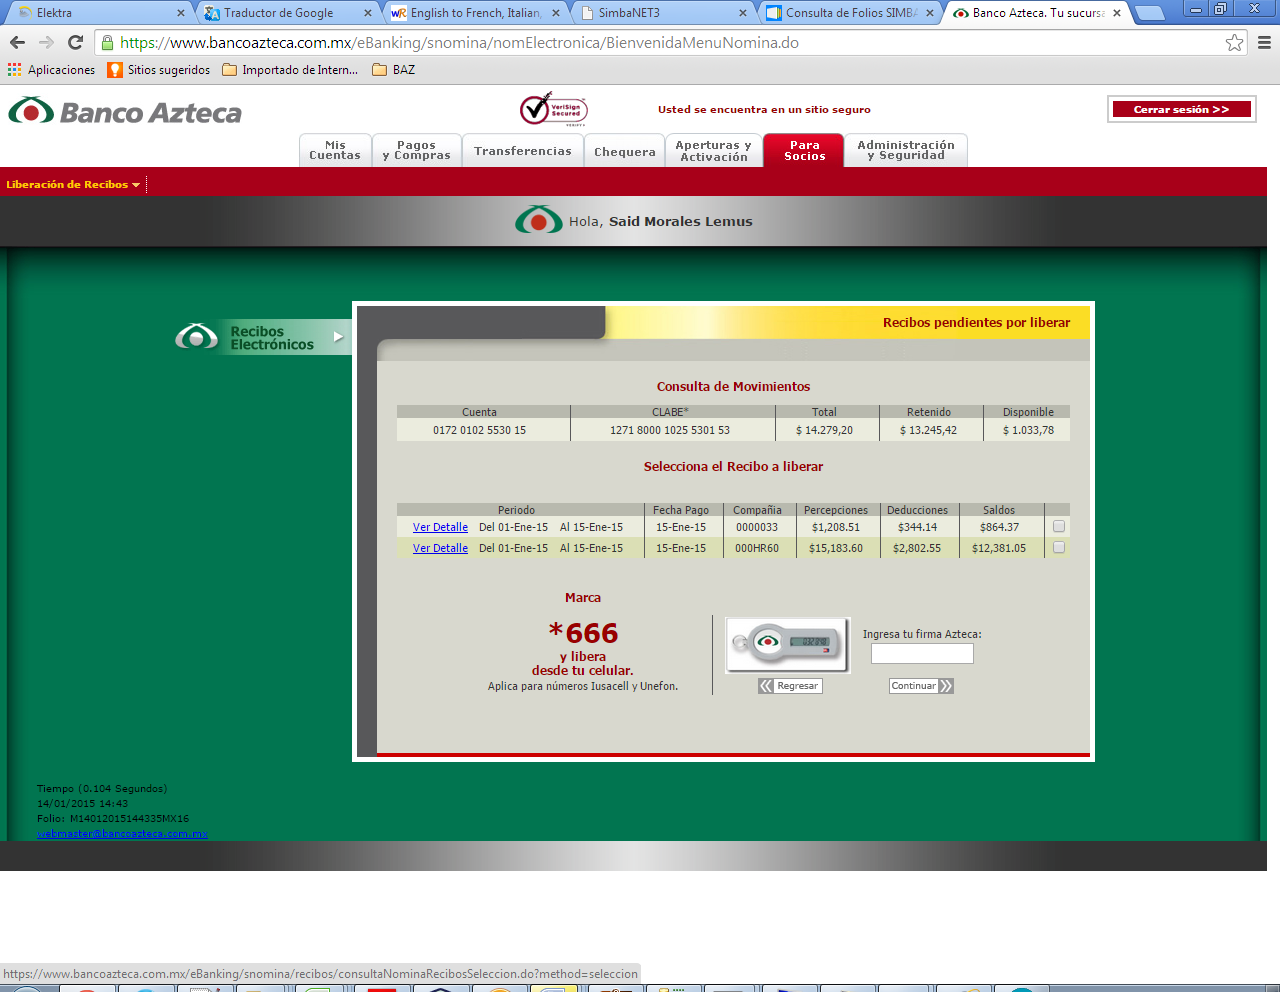 Elektra
Traductor de Google
English to French, Italian,
SimbaNET3
Consulta de Folios SIMBA
Banco Azteca. Tu sucursa
https://www.bancoazteca.com.mx/eBanking/snomina/nomElectronica/BienvenidaMenuNomina.do
Aplicaciones
Sitios sugeridos
Importado de Intern...
BAZ
Banco Azteca
VeriSign Secured
VERIFY
Usted se encuentra en un sitio seguro
Cerrar sesión >>
Mis Cuentas
Pagos y Compras
Transferencias
Chequera
Aperturas y Activación
Para Socios
Administración y Seguridad
Liberación de Recibos
Hola, Said Morales Lemus
Recibos Electrónicos
Recibos pendientes por liberar
Consulta de Movimientos
Cuenta CLABE* Total Retenido Disponible
0172 0102 5530 15 1271 8000 1025 5301 53 $ 14.279,20 $ 13.245,42 $ 1.033,78
Selecciona el Recibo a liberar
Periodo Fecha Pago Compañia Percepciones Deducciones Saldos
Ver Detalle Del 01-Ene-15 Al 15-Ene-15 15-Ene-15 0000033 $1,208.51 $344.14 $864.37
Ver Detalle Del 01-Ene-15 Al 15-Ene-15 15-Ene-15 000HR60 $15,183.60 $2,802.55 $12,381.05
Marca
*666
y libera
desde tu celular.
Aplica para números Iusacell y Unefon.
Ingresa tu firma Azteca:
Regresar
Continuar
Tiempo (0.104 Segundos)
14/01/2015 14:43
Folio: M14012015144335MX16
webmaster@bancoazteca.com.mx
https://www.bancoazteca.com.mx/eBanking/snomina/recibos/consultaNominaRecibosSeleccion.do?method=seleccion